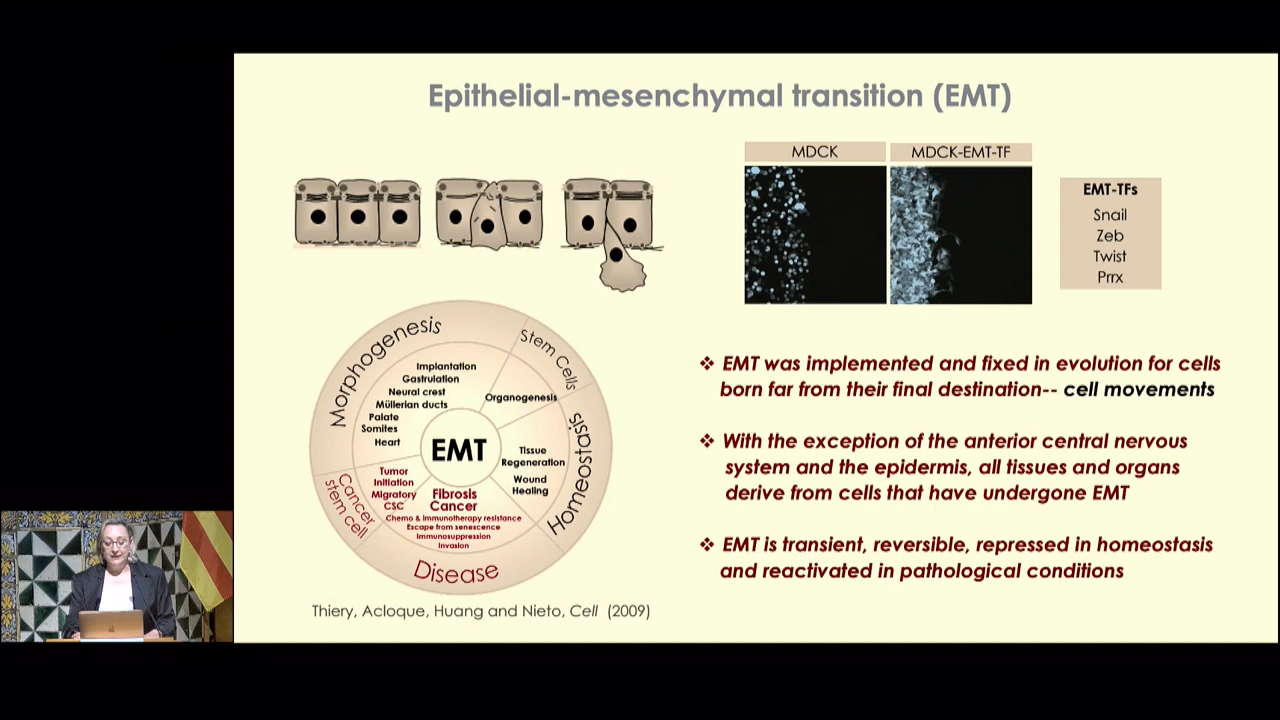 Epithelial-mesenchymal transition (EMT)
MDCK
MDCK-EMT-TF
EMT-TFs
Snail
Zeb
Twist
Prrx
Morphogenesis
Implantation
Gastrulation
Neural crest
Müllerian ducts
Palate
Somites
Heart
Stem Cells
Organogenesis
Homeostasis
Tissue
Regeneration
Wound
Healing
EMT
Cancer
stem cell
Tumor
Initiation
Migratory
CSC
Fibrosis
Cancer
Chemo & immunotherapy resistance
Escape from senescence
Immunosuppression
Invasion
Disease
Thiery, Acloque, Huang and Nieto, Cell (2009)
❖ EMT was implemented and fixed in evolution for cells
born far from their final destination-- cell movements
❖ With the exception of the anterior central nervous
system and the epidermis, all tissues and organs
derive from cells that have undergone EMT
❖ EMT is transient, reversible, repressed in homeostasis
and reactivated in pathological conditions